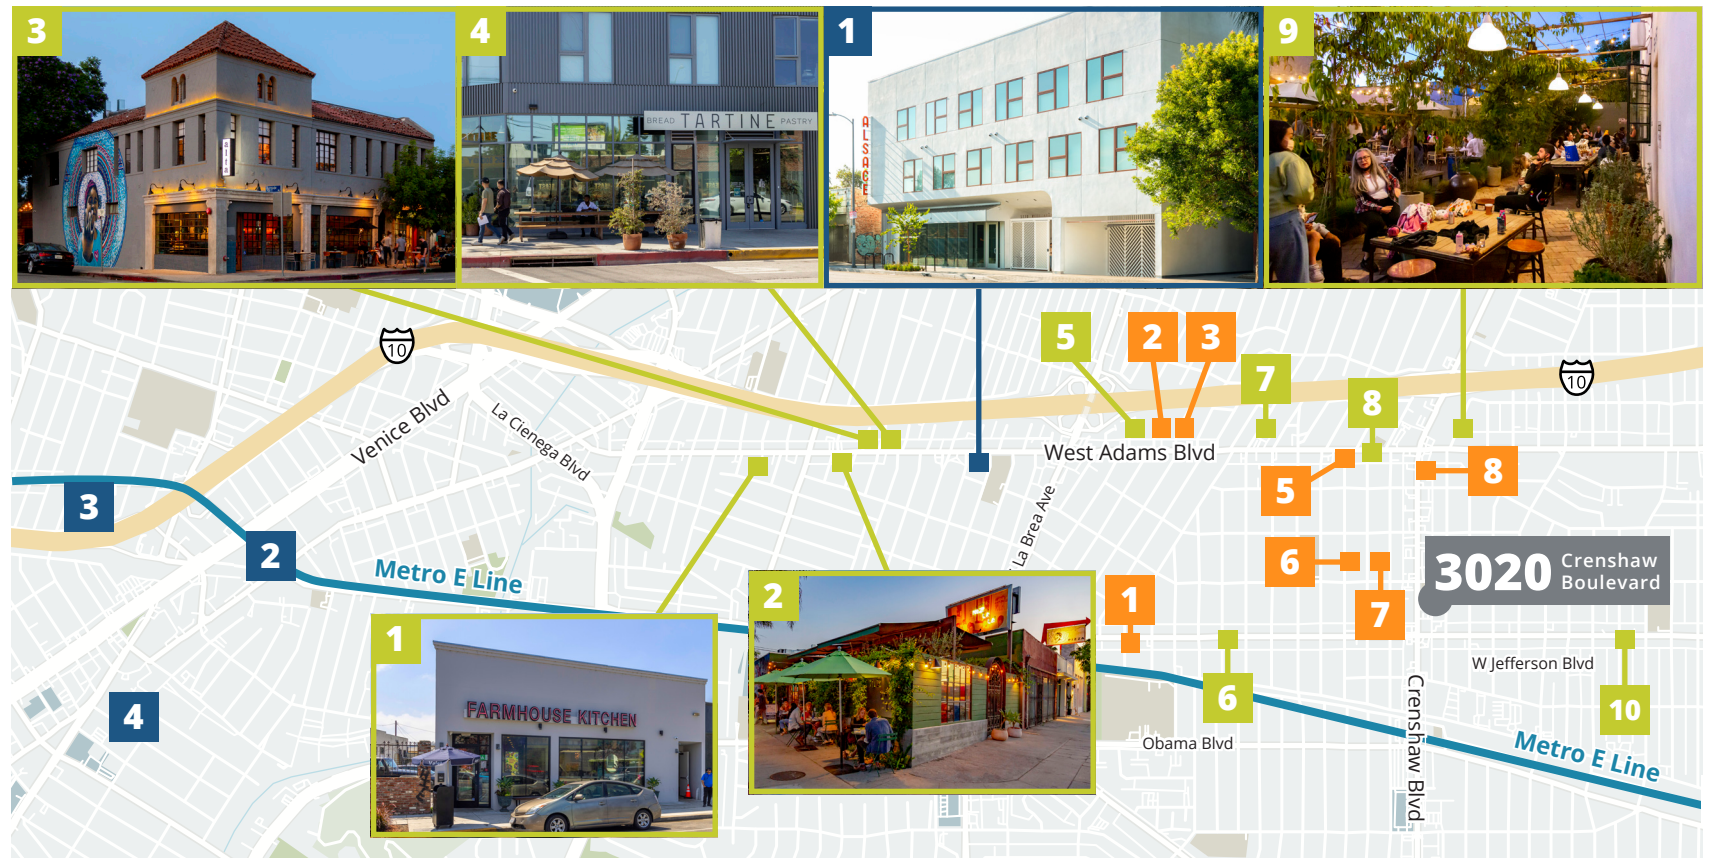 3
4
1
9
alta
BREAD TARTINE PASTRY
ALSACE
10
5
2
3
7
8
10
Venice Blvd
La Cienega Blvd
West Adams Blvd
3
2
5
8
La Brea Ave
Metro E Line
6
7
3020 Crenshaw
Boulevard
1
2
1
W Jefferson Blvd
FARMHOUSE KITCHEN
6
10
4
Obama Blvd
Crenshaw Blvd
Metro E Line